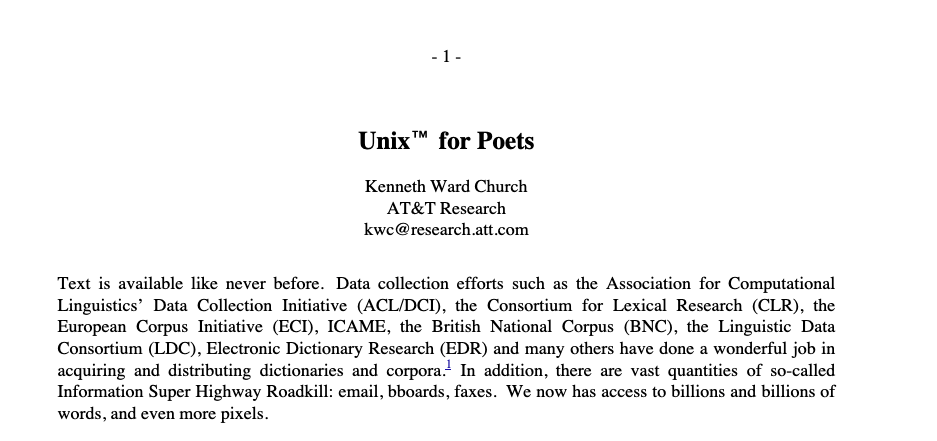 - 1 -
Unix™ for Poets
Kenneth Ward Church
AT&T Research
kwc@research.att.com
Text is available like never before. Data collection efforts such as the Association for Computational
Linguistics’ Data Collection Initiative (ACL/DCI), the Consortium for Lexical Research (CLR), the
European Corpus Initiative (ECI), ICAME, the British National Corpus (BNC), the Linguistic Data
Consortium (LDC), Electronic Dictionary Research (EDR) and many others have done a wonderful job in
acquiring and distributing dictionaries and corpora.1 In addition, there are vast quantities of so-called
Information Super Highway Roadkill: email, bboards, faxes. We now has access to billions and billions of
words, and even more pixels.